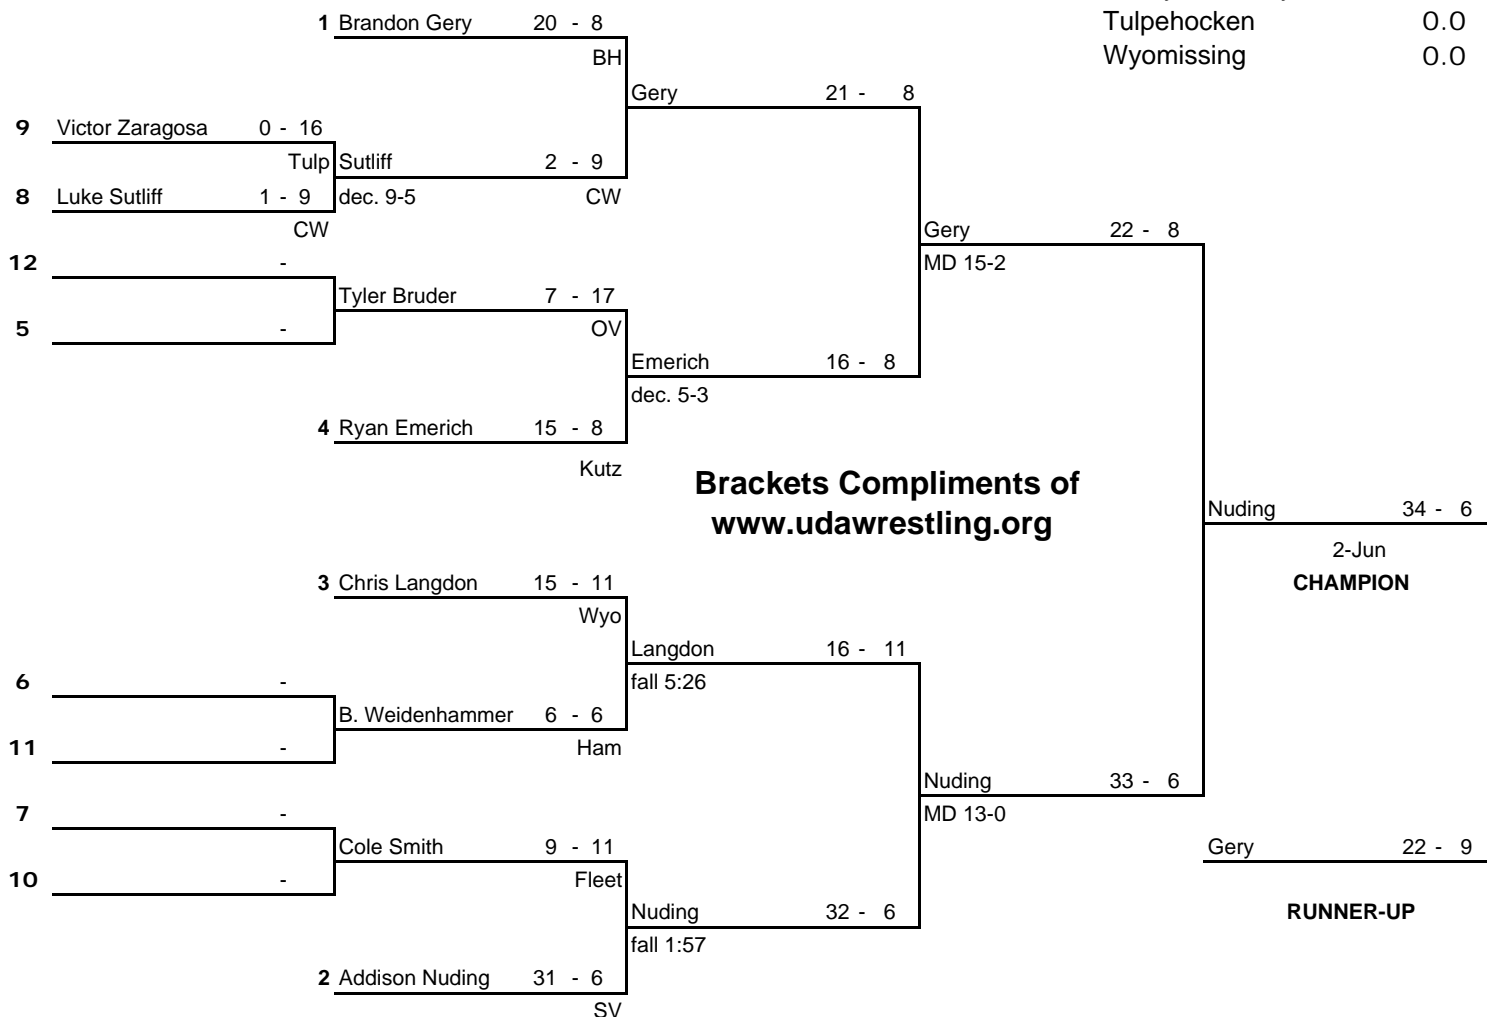 Tulpehocken 0.0
Wyomissing 0.0
1 Brandon Gery 20 - 8
BH
Gery 21 - 8
9 Victor Zaragosa 0 - 16
Tulp Sutliff 2 - 9
8 Luke Sutliff 1 - 9 dec. 9-5 CW
CW
Gery 22 - 8
MD 15-2
12 -
Tyler Bruder 7 - 17
5 - OV
Emerich 16 - 8
dec. 5-3
4 Ryan Emerich 15 - 8
Kutz
Brackets Compliments of
www.udawrestling.org
Nuding 34 - 6
2-Jun
CHAMPION
3 Chris Langdon 15 - 11
Wyo
Langdon 16 - 11
fall 5:26
6 -
B. Weidenhammer 6 - 6
11 - Ham
Nuding 33 - 6
MD 13-0
7 -
Cole Smith 9 - 11
Gery 22 - 9
10 - Fleet
Nuding 32 - 6
RUNNER-UP
fall 1:57
2 Addison Nuding 31 - 6
SV